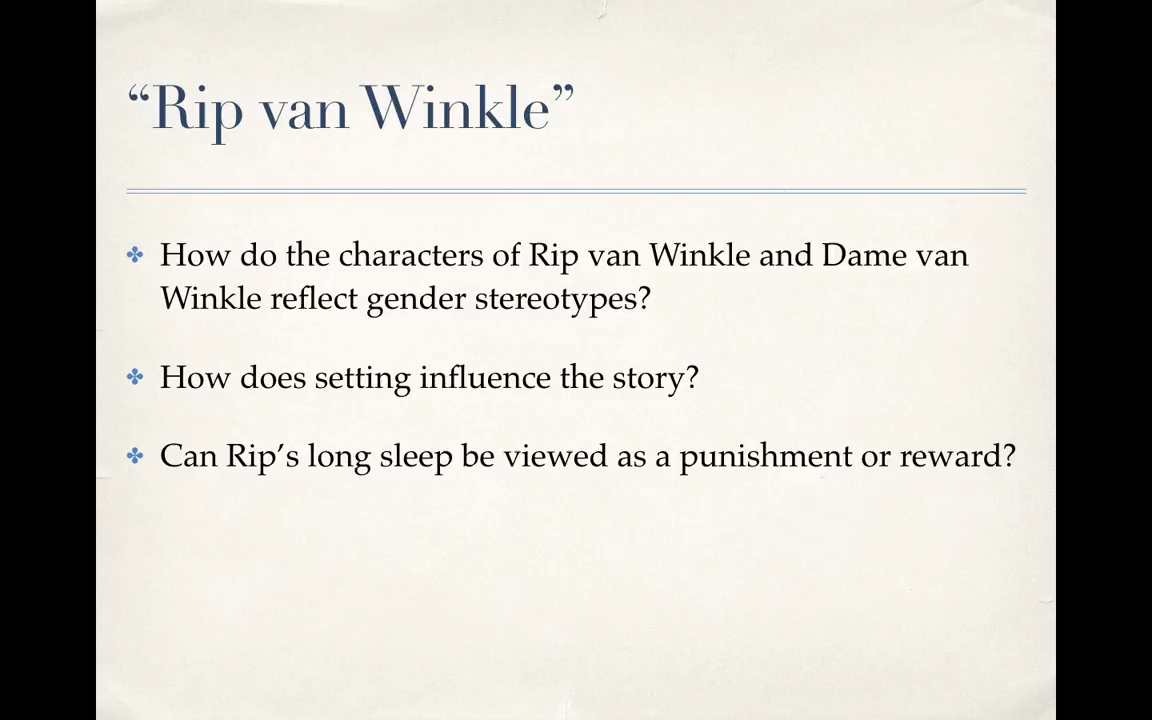 “Rip van Winkle”
How do the characters of Rip van Winkle and Dame van
Winkle reflect gender stereotypes?
How does setting influence the story?
Can Rip’s long sleep be viewed as a punishment or reward?